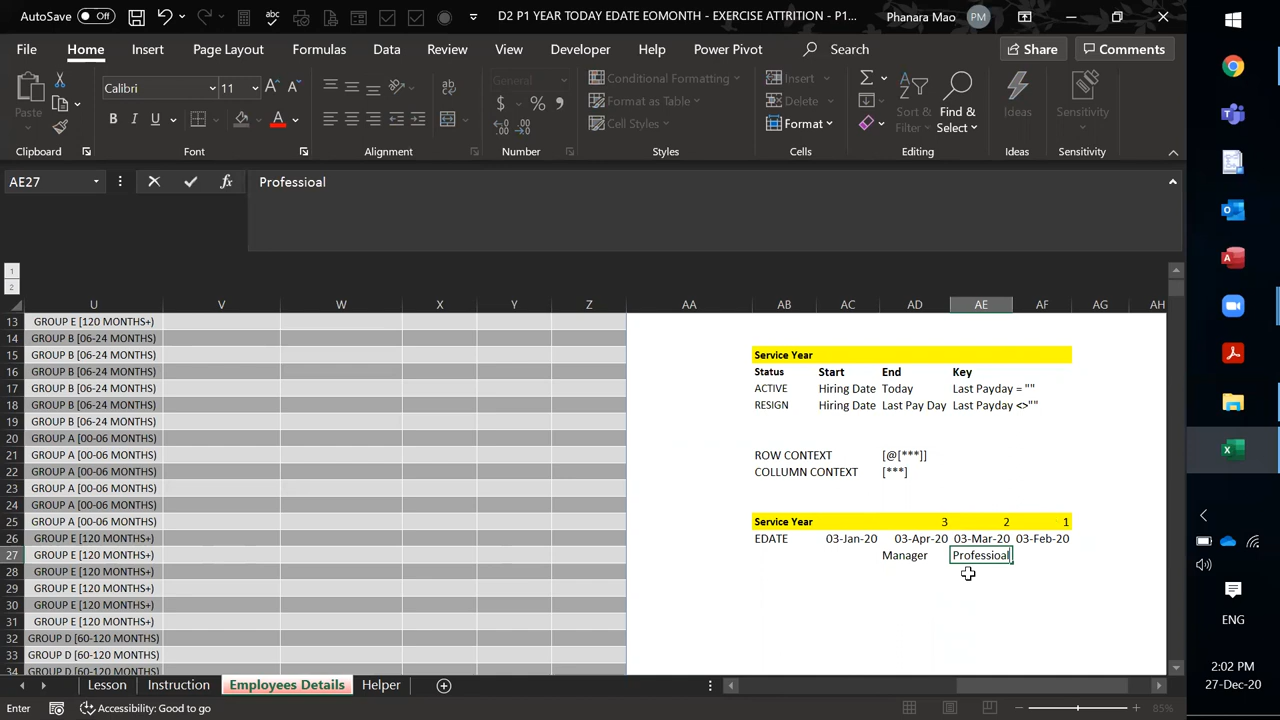 AutoSave Off D2 P1 YEAR TODAY EDATE EOMONTH - EXERCISE ATTRITION - P1... Phanara Mao PM
File Home Insert Page Layout Formulas Data Review View Developer Help Power Pivot Search Share Comments
Paste Calibri 11 General Conditional Formatting Insert Sort & Filter Find & Select Ideas Sensitivity
Format as Table Delete
B I U A $ % 9 Cell Styles Format
Clipboard Font Alignment Number Styles Cells Editing Ideas Sensitivity
AE27 fx Professioal
1
2
U V W X Y Z AA AB AC AD AE AF AG AH
13 GROUP E [120 MONTHS+)
14 GROUP B [06-24 MONTHS)
15 GROUP B [06-24 MONTHS) Service Year
16 GROUP B [06-24 MONTHS) Status Start End Key
17 GROUP B [06-24 MONTHS) ACTIVE Hiring Date Today Last Payday = ""
18 GROUP B [06-24 MONTHS) RESIGN Hiring Date Last Pay Day Last Payday <>""
19 GROUP B [06-24 MONTHS)
20 GROUP A [00-06 MONTHS)
21 GROUP A [00-06 MONTHS) ROW CONTEXT [@[***]]
22 GROUP A [00-06 MONTHS) COLLUMN CONTEXT [***]
23 GROUP A [00-06 MONTHS)
24 GROUP A [00-06 MONTHS)
25 GROUP A [00-06 MONTHS) Service Year 3 2 1
26 GROUP E [120 MONTHS+) EDATE 03-Jan-20 03-Apr-20 03-Mar-20 03-Feb-20
27 GROUP E [120 MONTHS+) Manager Professioal
28 GROUP E [120 MONTHS+)
29 GROUP E [120 MONTHS+)
30 GROUP E [120 MONTHS+)
31 GROUP E [120 MONTHS+)
32 GROUP D [60-120 MONTHS)
33 GROUP D [60-120 MONTHS)
34 GROUP D [60-120 MONTHS)
Lesson Instruction Employees Details Helper
Enter Accessibility: Good to go 85%
ENG
2:02 PM
27-Dec-20